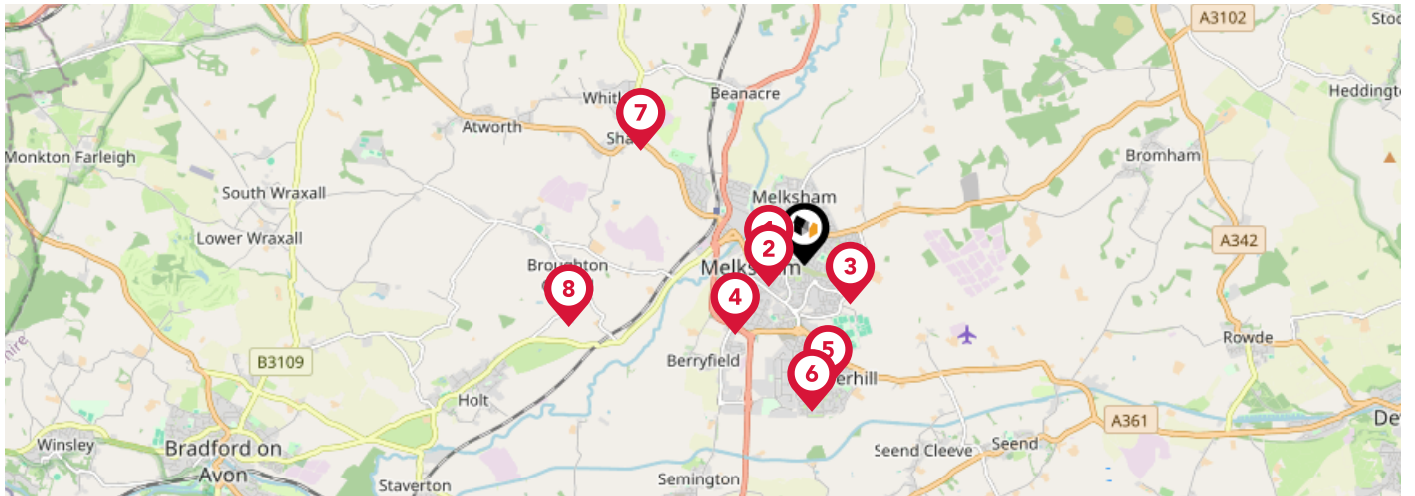 A3102
Heddingt
Beanacre
Whitl
7
Sha
Atworth
Monkton Farleigh
Bromham
South Wraxall
Melksham
Lower Wraxall
A342
2
3
Melksham
Broughton
8
4
Rowde
5
6
erhill
B3109
Berryfield
Holt
A361
De
Winsley
Bradford on
Avon
Seend Cleeve
Seend
Semington
Staverton